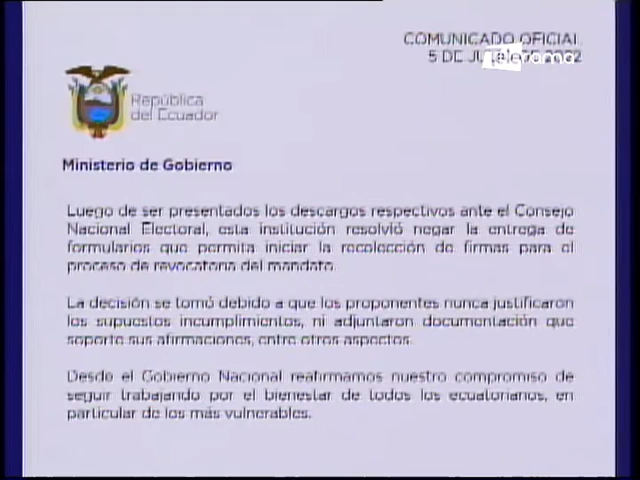 COMUNICADO OFICIAL
5 DE
telerama
República
del Ecuador
Ministerio de Gobierno
Luego de ser presentados los descargos respectivos ante el Consejo
Nacional Electoral, esta institución resolvió negar la entrega de
formularios que permita iniciar la recolección de firmas para el
proceso de revocatoria del mandato.
La decisión se tomó debido a que los proponentes nunca justificaron
los supuestos incumplimientos, ni adjuntaron documentación que
soporte sus afirmaciones, entre otros aspectos.
Desde el Gobierno Nacional reafirmamos nuestro compromiso de
seguir trabajando por el bienestar de todos los ecuatorianos, en
particular de los más vulnerables.